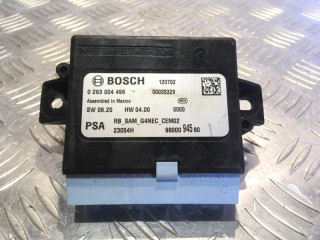 BOSCH
120702
0 263 004 499
00025329
Assembled in Mexico
SW 06.20
HW 04.00
0000
PSA
RB_SAM_G4NEC_CEM02
23054H
98000 945 80